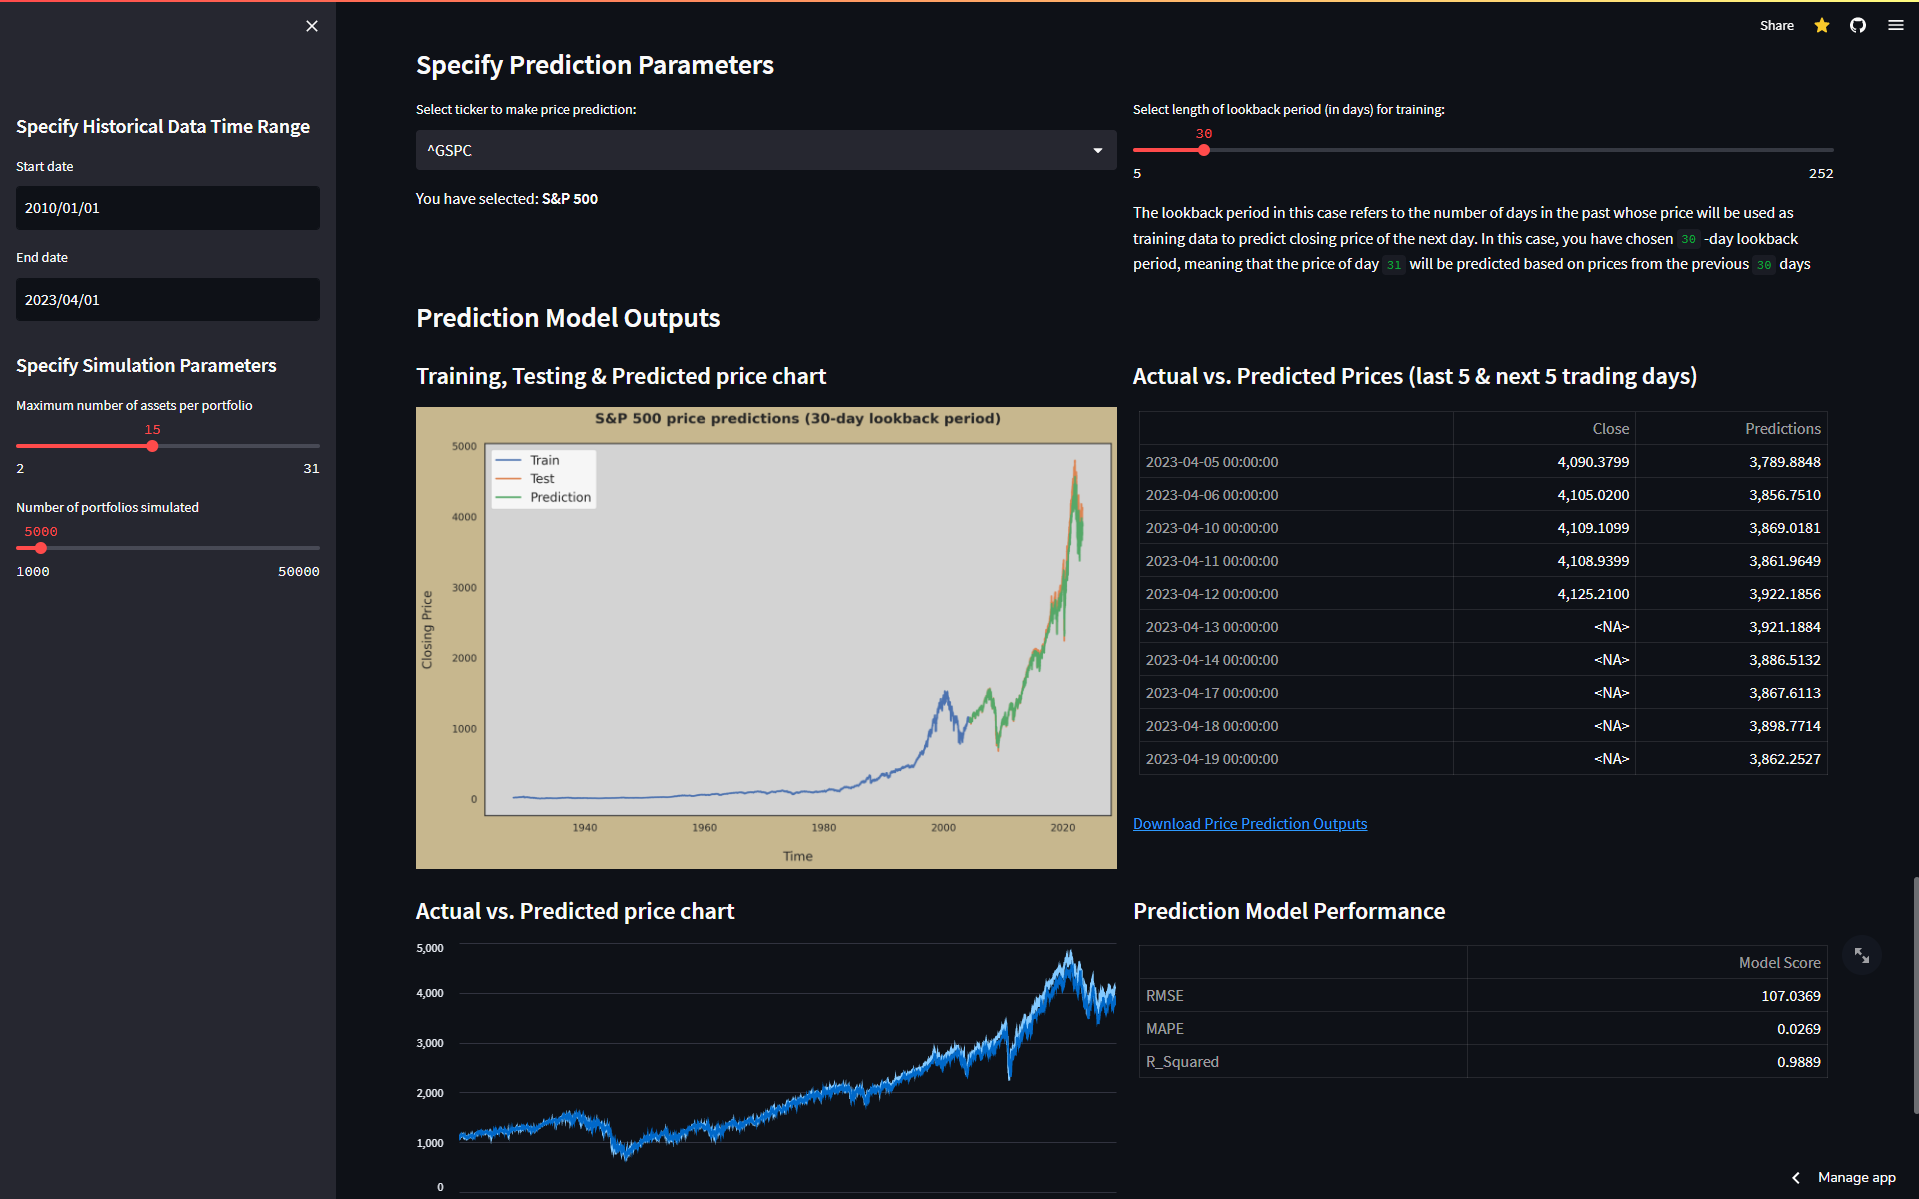 Share
Specify Historical Data Time Range
Start date
2010/01/01
End date
2023/04/01
Specify Simulation Parameters
Maximum number of assets per portfolio
15
2 31
Number of portfolios simulated
5000
1000 50000
Specify Prediction Parameters
Select ticker to make price prediction:
^GSPC
You have selected: S&P 500
Select length of lookback period (in days) for training:
30
5 252
The lookback period in this case refers to the number of days in the past whose price will be used as
training data to predict closing price of the next day. In this case, you have chosen 30 -day lookback
period, meaning that the price of day 31 will be predicted based on prices from the previous 30 days
Prediction Model Outputs
Training, Testing & Predicted price chart
S&P 500 price predictions (30-day lookback period)
Train
Test
Prediction
5000
4000
3000
2000
1000
0
Closing Price
1940 1960 1980 2000 2020
Time
Actual vs. Predicted Prices (last 5 & next 5 trading days)
Close Predictions
2023-04-05 00:00:00 4,090.3799 3,789.8848
2023-04-06 00:00:00 4,105.0200 3,856.7510
2023-04-10 00:00:00 4,109.1099 3,869.0181
2023-04-11 00:00:00 4,108.9399 3,861.9649
2023-04-12 00:00:00 4,125.2100 3,922.1856
2023-04-13 00:00:00 <NA> 3,921.1884
2023-04-14 00:00:00 <NA> 3,886.5132
2023-04-17 00:00:00 <NA> 3,867.6113
2023-04-18 00:00:00 <NA> 3,898.7714
2023-04-19 00:00:00 <NA> 3,862.2527
Download Price Prediction Outputs
Actual vs. Predicted price chart
5,000
4,000
3,000
2,000
1,000
0
Prediction Model Performance
Model Score
RMSE 107.0369
MAPE 0.0269
R_Squared 0.9889
Manage app